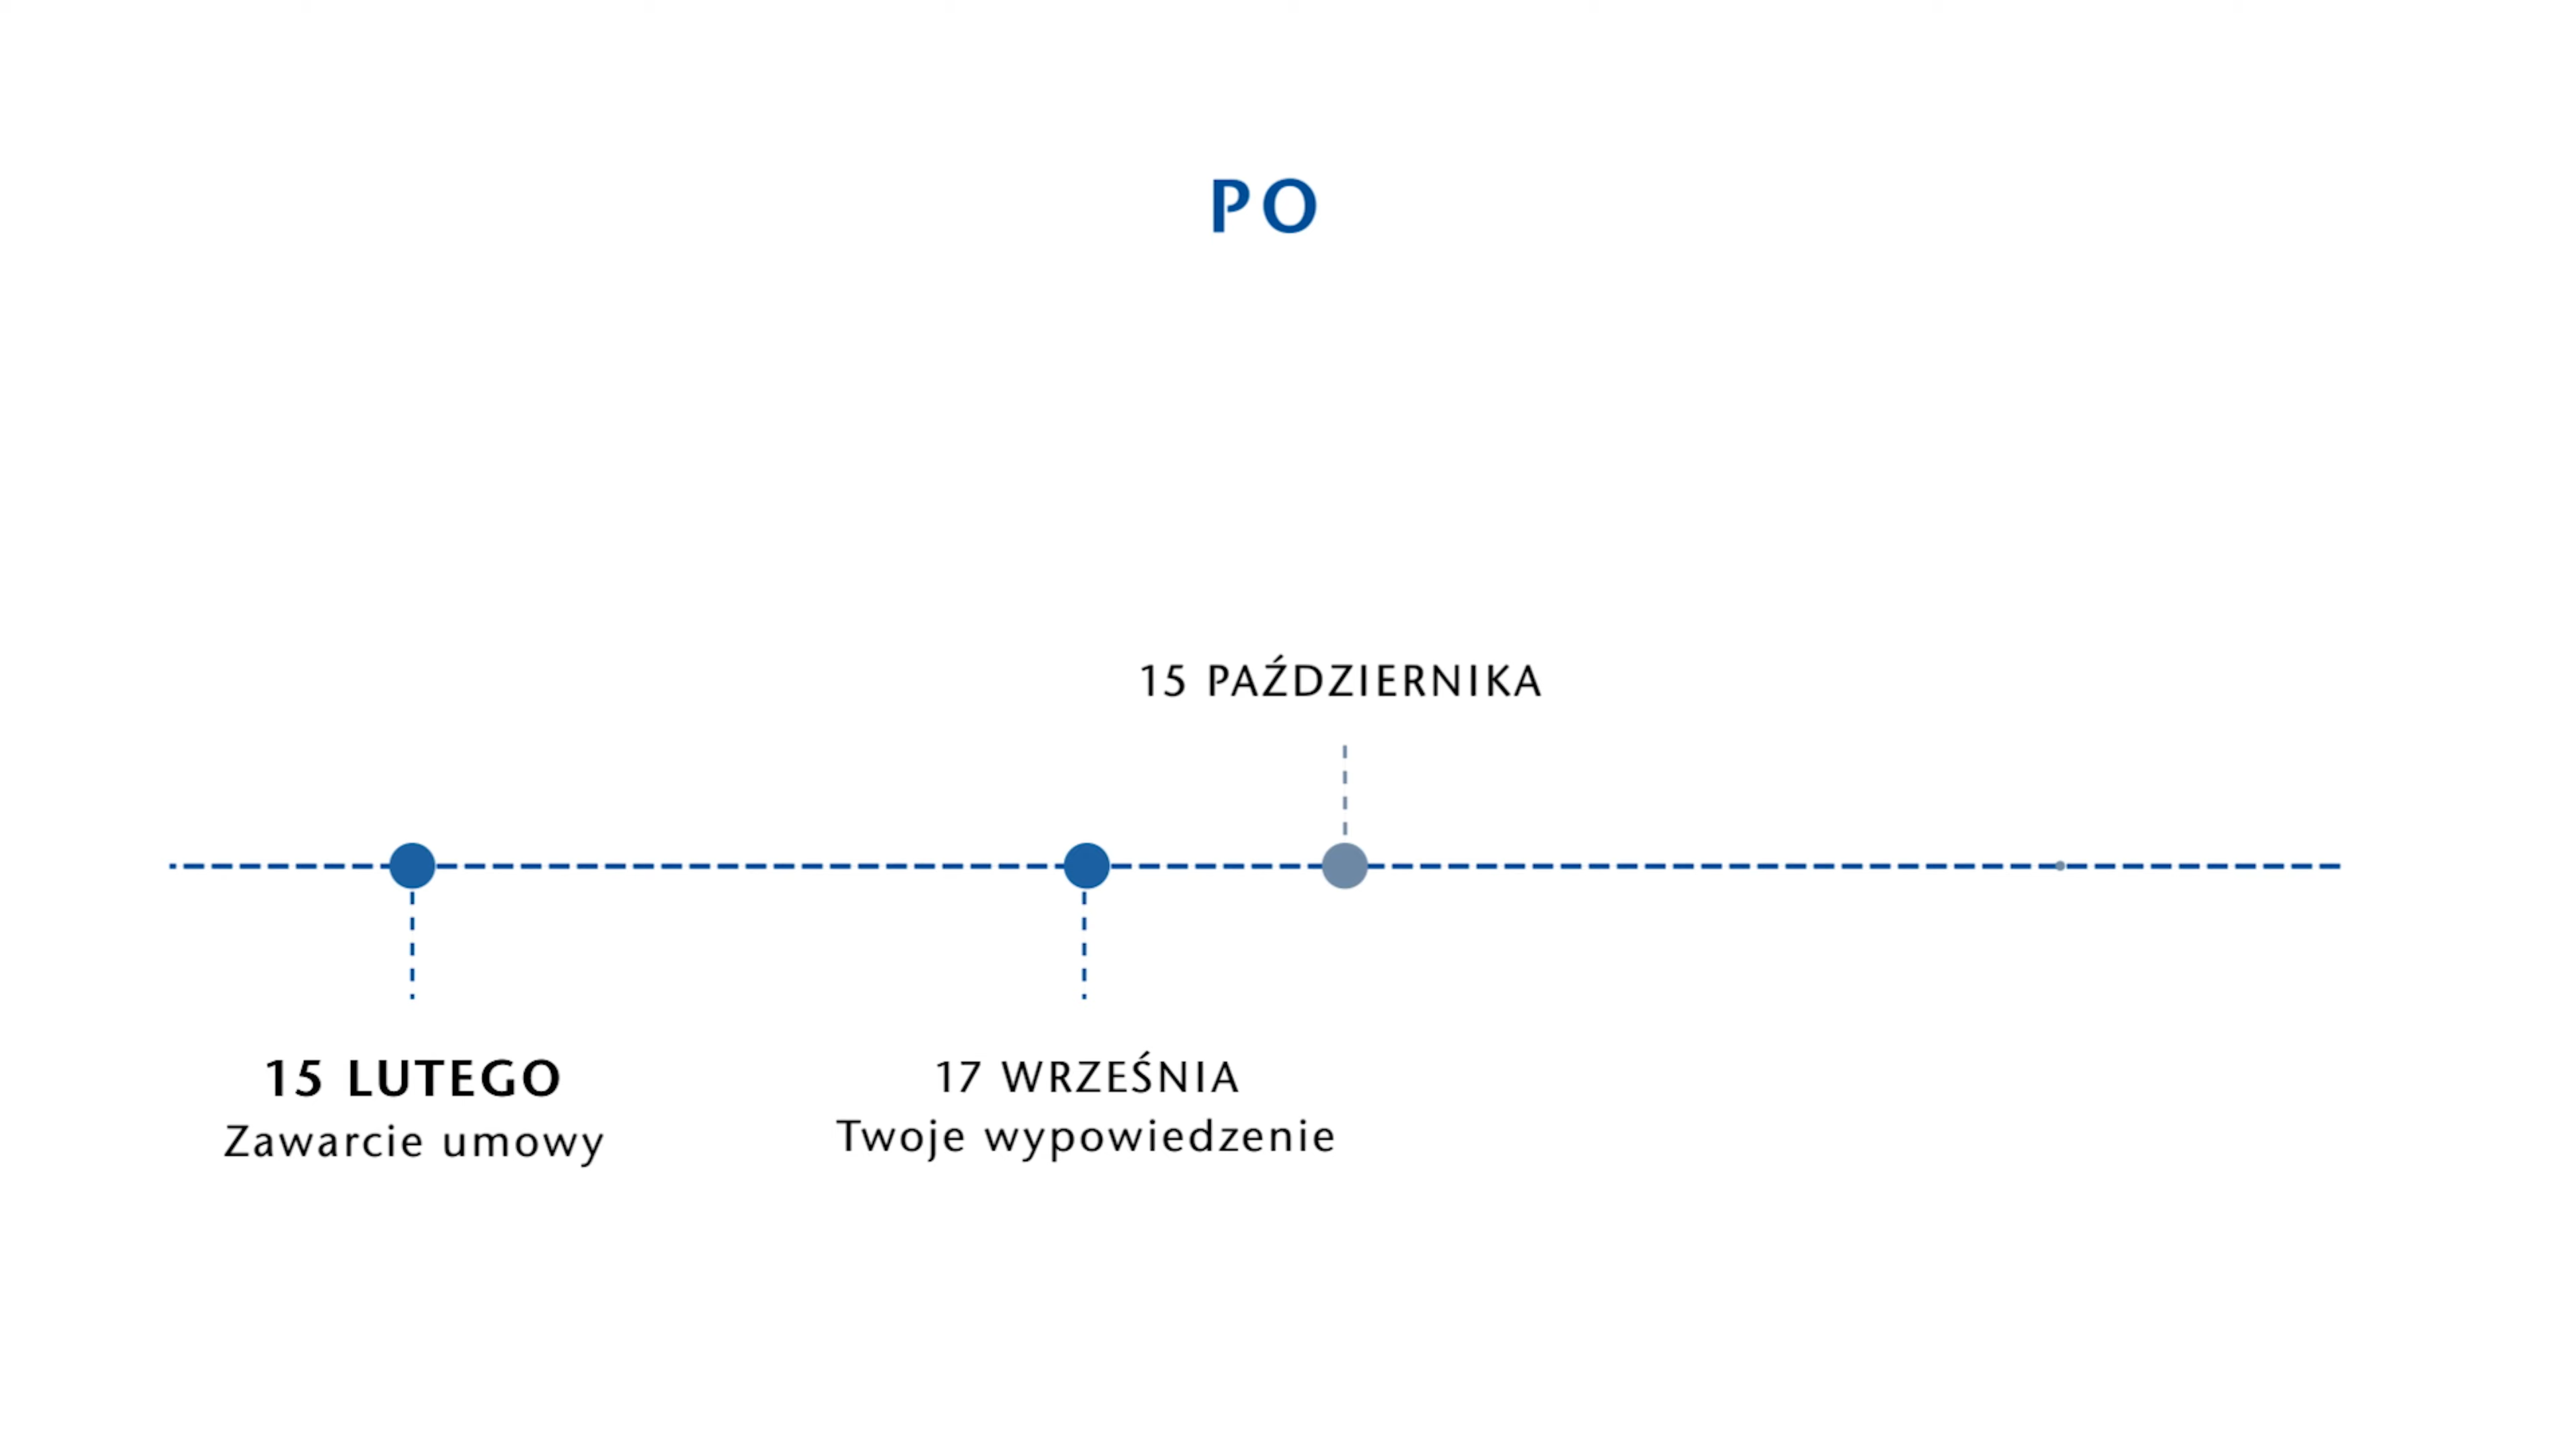 PO
15 PAŹDZIERNIKA
15 LUTEGO
Zawarcie umowy
17 WRZEŚNIA
Twoje wypowiedzenie